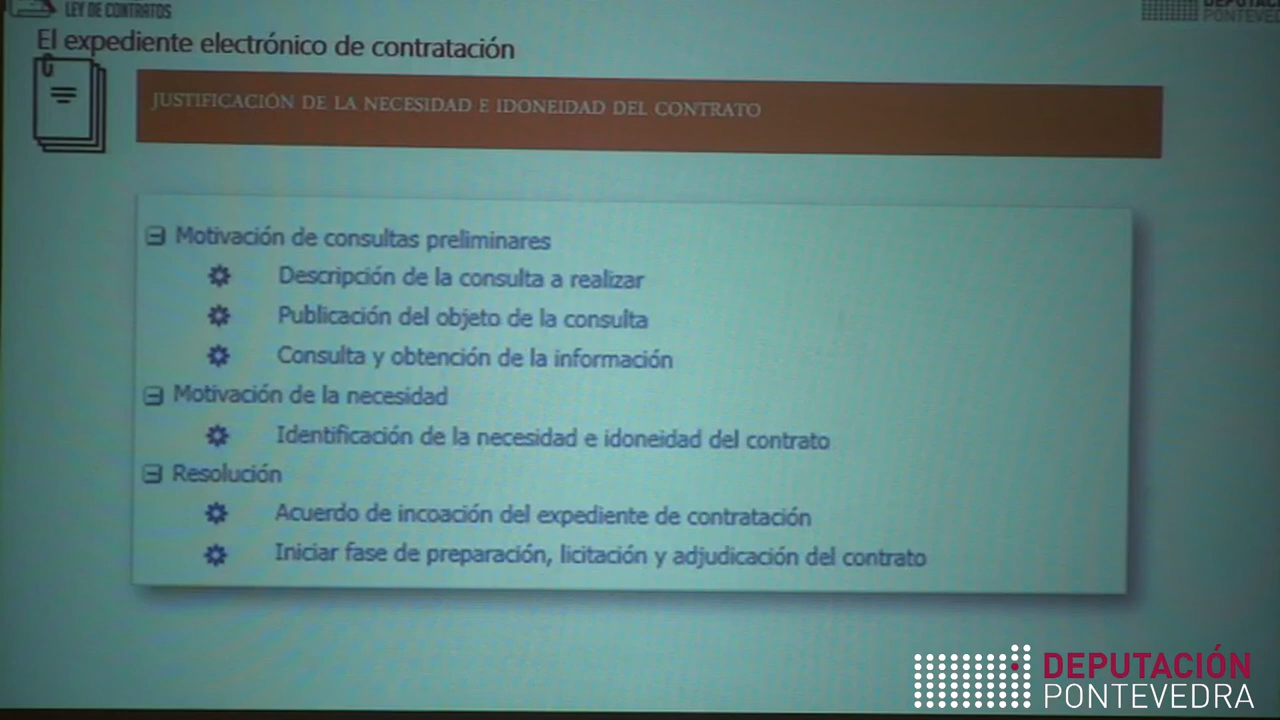 LEY DE CONTRATOS
DEPUTACI
PONTEVED
El expediente electrónico de contratación
JUSTIFICACIÓN DE LA NECESIDAD E IDONEIDAD DEL CONTRATO
Motivación de consultas preliminares
Descripción de la consulta a realizar
Publicación del objeto de la consulta
Consulta y obtención de la información
Motivación de la necesidad
Identificación de la necesidad e idoneidad del contrato
Resolución
Acuerdo de incoación del expediente de contratación
Iniciar fase de preparación, licitación y adjudicación del contrato
DEPUTACIÓN
PONTEVEDRA